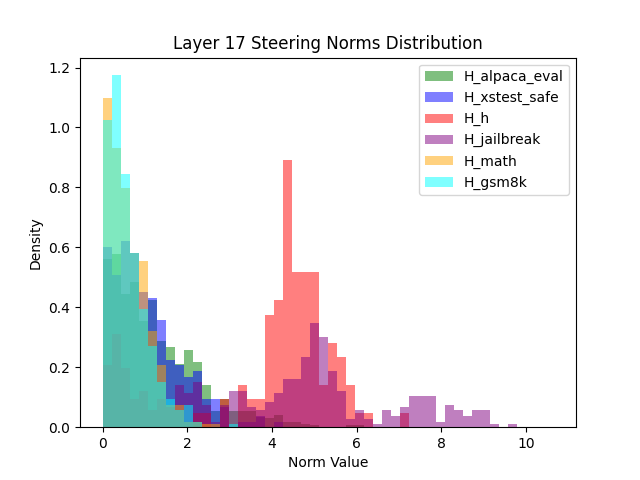 Layer 17 Steering Norms Distribution
H_alpaca_eval
H_xstest_safe
H_h
H_jailbreak
H_math
H_gsm8k
1.2
1.0
0.8
0.6
0.4
0.2
0.0
Density
0 2 4 6 8 10
Norm Value